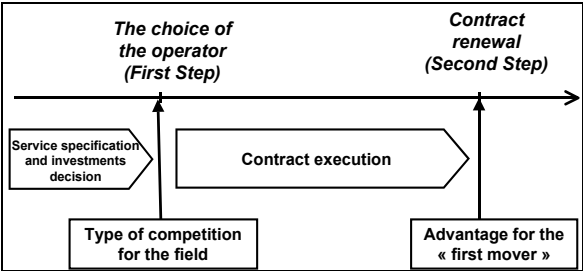 The choice of
the operator
(First Step)
Contract
renewal
(Second Step)
Service specification
and investments
decision
Contract execution
Type of competition
for the field
Advantage for the
« first mover »